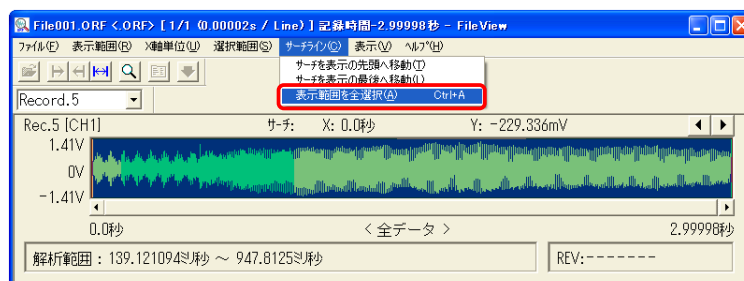 File001.ORF <.ORF> [ 1/1 (0.00002s / Line) ] 記録時間-2.99998秒 - FileView
ファイル(F) 表示範囲(R) X軸単位(U) 選択範囲(S) サーチライン(C) 表示(V) ヘルプ(H)
サーチを表示の先頭へ移動(T)
サーチを表示の最後へ移動(L)
表示範囲を全選択(A) Ctrl+A
Record.5
Rec.5 [CH1] サーチ: X: 0.0秒 Y: -229.336mV
1.41V
0V
-1.41V
0.0秒 <全データ> 2.99998秒
解析範囲：139.121094ミリ秒 ～ 947.8125ミリ秒 REV:-------